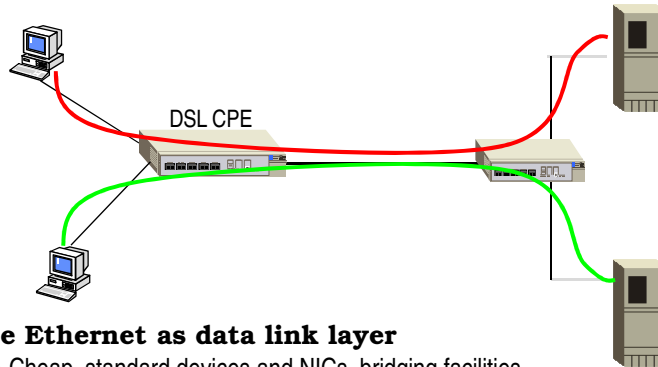 DSL CPE
e Ethernet as data link layer
Cheap, standard devices and NICs, bridging facilities